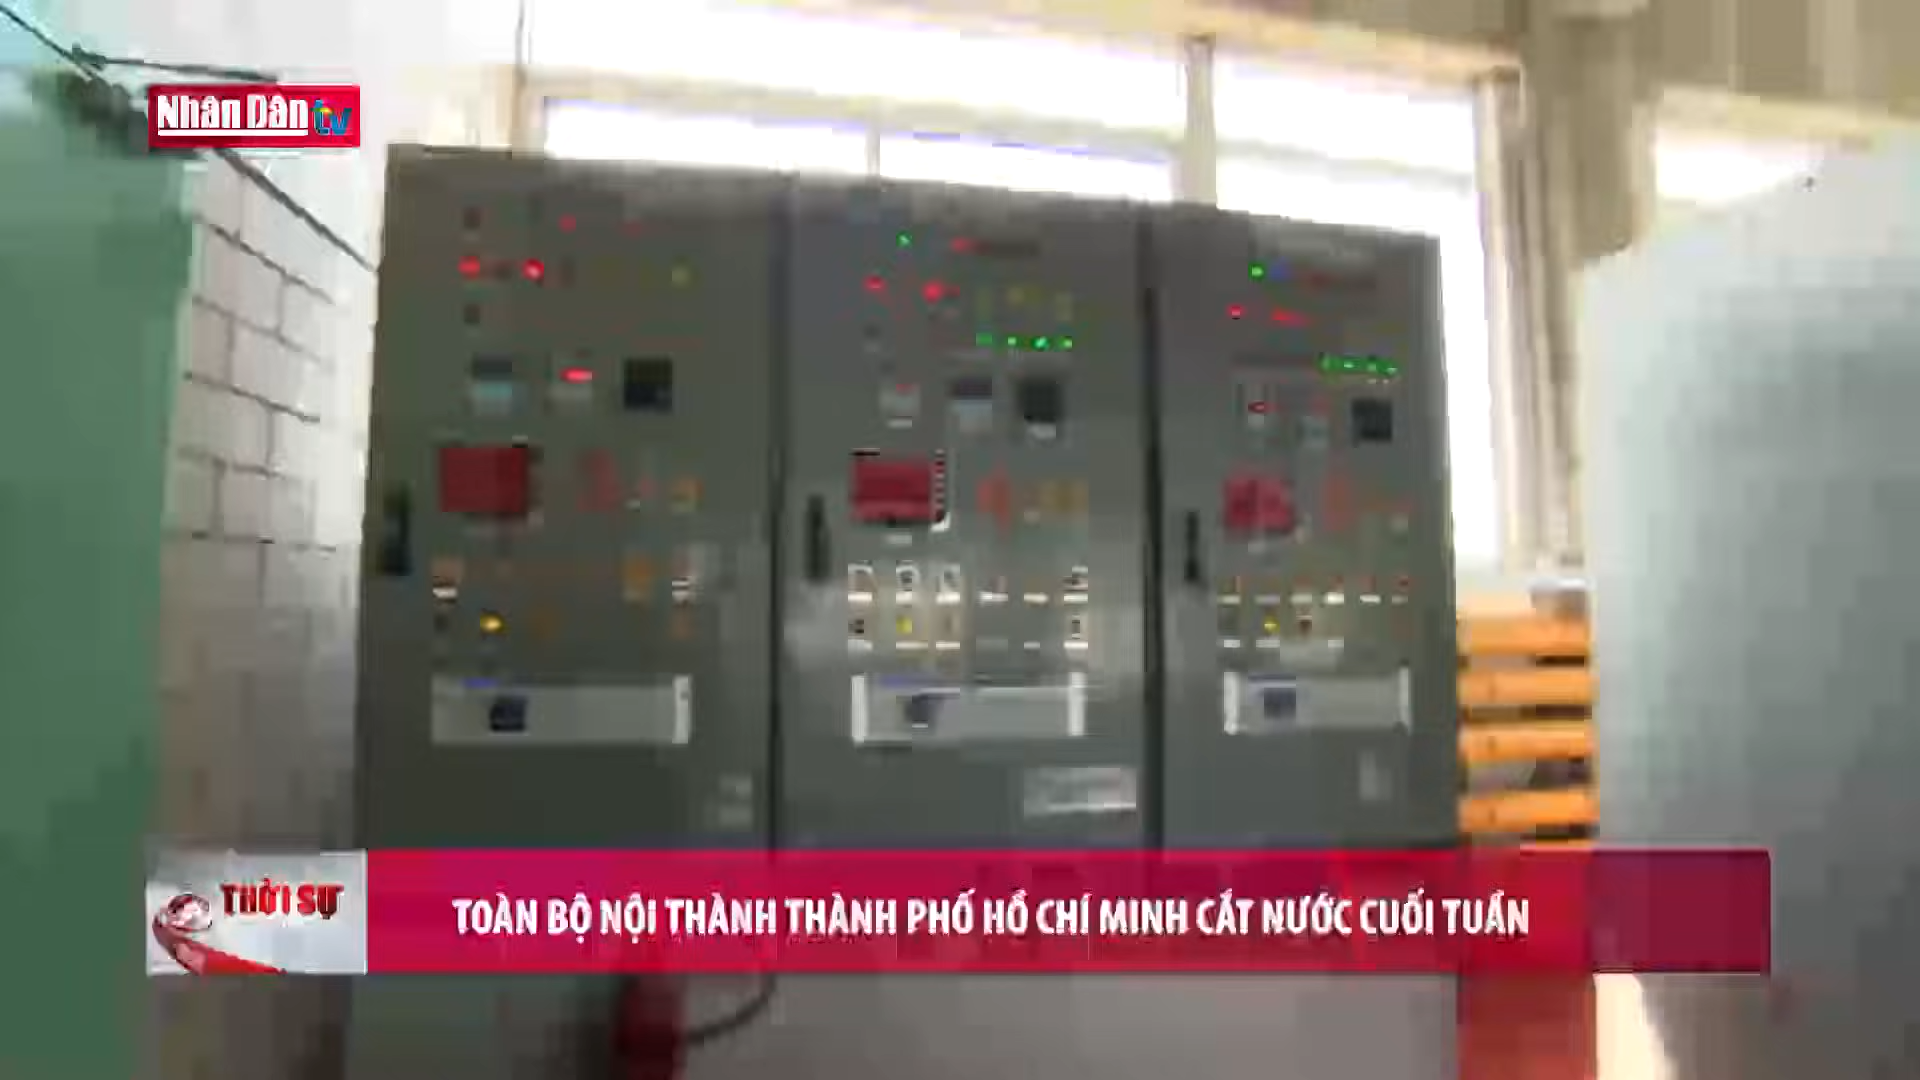 Nhân Dân tv
THỜI SỰ
TOÀN BỘ NỘI THÀNH THÀNH PHỐ HỒ CHÍ MINH CẮT NƯỚC CUỐI TUẦN